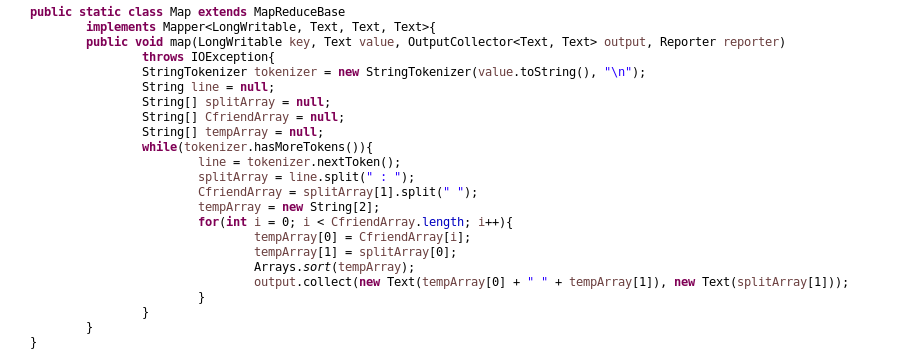 public static class Map extends MapReduceBase
implements Mapper<LongWritable, Text, Text, Text>{
public void map(LongWritable key, Text value, OutputCollector<Text, Text> output, Reporter reporter)
throws IOException{
StringTokenizer tokenizer = new StringTokenizer(value.toString(), "\n");
String line = null;
String[] splitArray = null;
String[] CfriendArray = null;
String[] tempArray = null;
while(tokenizer.hasMoreTokens()){
line = tokenizer.nextToken();
splitArray = line.split(" : ");
CfriendArray = splitArray[1].split(" ");
tempArray = new String[2];
for(int i = 0; i < CfriendArray.length; i++){
tempArray[0] = CfriendArray[i];
tempArray[1] = splitArray[0];
Arrays.sort(tempArray);
output.collect(new Text(tempArray[0] + " " + tempArray[1]), new Text(splitArray[1]));
}
}
}
}